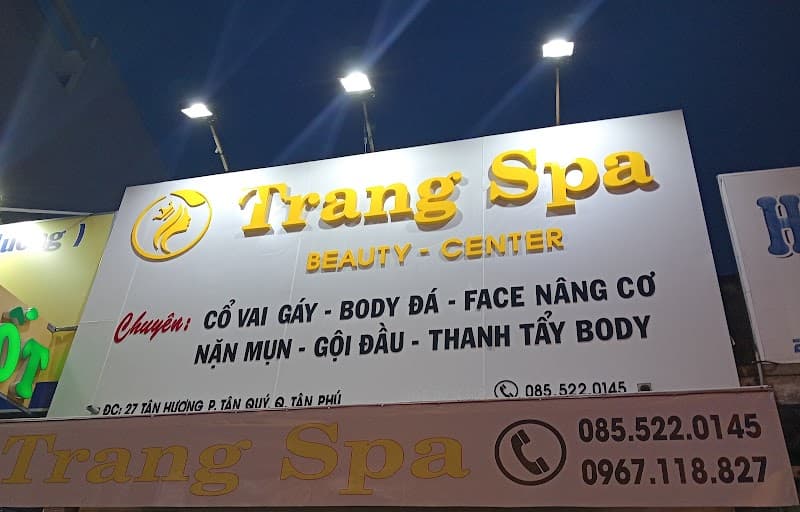 Trang Spa
BEAUTY - CENTER
Chuyên: CỔ VAI GÁY - BODY ĐÁ - FACE NÂNG CƠ
NẶN MỤN - GỘI ĐẦU - THANH TẨY BODY
ĐC: 27 TÂN HƯƠNG P. TÂN QUÝ Q. TÂN PHÚ
085.522.0145
Trang Spa
085.522.0145
0967.118.827